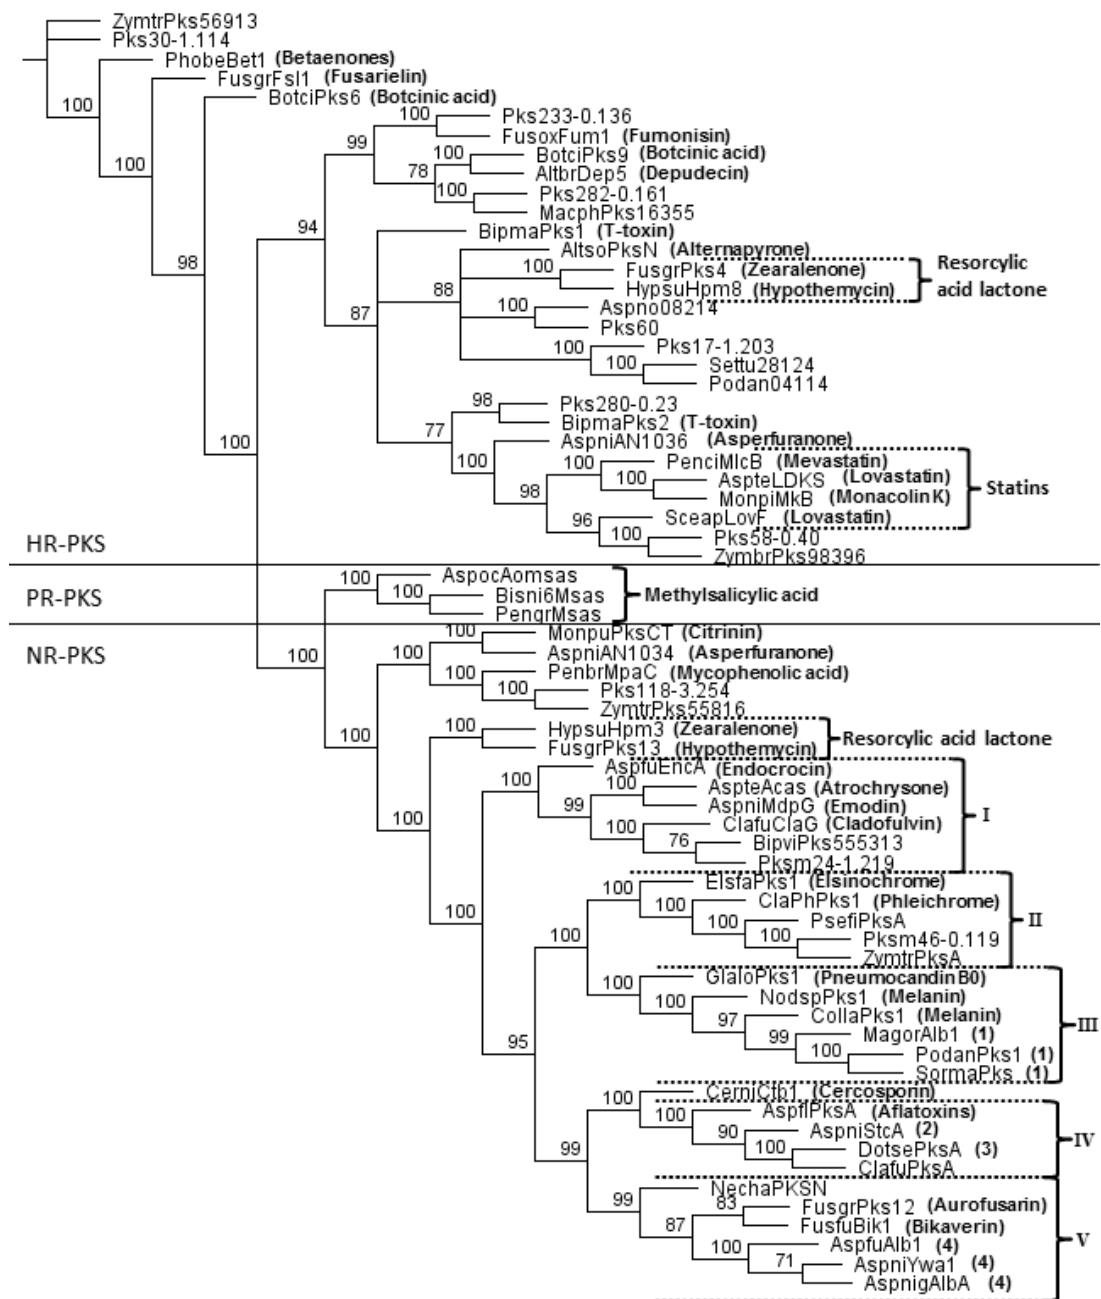 ZymtrPks56913
Pks30-1.114
PhobeBet1 (Betaenones)
FusgrFsl1 (Fusarielin)
100
BotciPks6 (Botcinic acid)
100 Pks233-0.136
99 FusoxFum1 (Fumonisin)
100
100 BotciPks9 (Botcinic acid)
78 AltbrDep5 (Depudecin)
100 Pks282-0.161
MacphPks16355
94 BipmaPks1 (T-toxin)
AltsoPksN (Alternapyrone)
98 100 FusgrPks4 (Zearalenone) Resorcylic
88 HypsuHpm8 (Hypothemycin) acid lactone
87 100 Aspno08214
Pks60
100 Pks17-1.203
100 Settu28124
Podan04114
98 Pks280-0.23
77 BipmaPks2 (T-toxin)
100 AspniAN1036 (Asperfuranone)
100 100 PenciMlcB (Mevastatin)
98 100 AspteLDKS (Lovastatin) Statins
MonpiMkB (Monacolin K)
96 SceapLovF (Lovastatin)
100 Pks58-0.40
HR-PKS ZymbrPks98396
100 AspocAomsas
PR-PKS 100 Bisni6Msas Methylsalicylic acid
PengrMsas
NR-PKS 100 MonpuPksCT (Citrinin)
100 100 AspniAN1034 (Asperfuranone)
100 PenbrMpaC (Mycophenolic acid)
100 Pks118-3.254
ZymtrPks55816
100 100 HypsuHpm3 (Zearalenone) Resorcylic acid lactone
FusgrPks13 (Hypothemycin)
AspfuEncA (Endocrocin)
100 100 AspteAcas (Atrochrysone)
99 AspniMdpG (Emodin) I
100 100 ClafuClaG (Cladofulvin)
76 BipviPks555313
Pksm24-1.219
100 ElsfaPks1 (Elsinochrome)
100 100 ClaPhPks1 (Phleichrome)
100 100 PsefiPksA II
100 Pksm46-0.119
ZymtrPksA
100 GlaloPks1 (Pneumocandin B0)
100 NodspPks1 (Melanin)
97 CollaPks1 (Melanin) III
95 99 MagorAlb1 (1)
100 PodanPks1 (1)
SormaPks (1)
100 CerniCtb1 (Cercosporin)
100 AspflPksA (Aflatoxins)
90 AspniStcA (2) IV
99 100 DotsePksA (3)
ClafuPksA
99 NechaPKSN
83 FusgrPks12 (Aurofusarin)
87 FusfuBik1 (Bikaverin) V
100 AspfuAlb1 (4)
71 AspniYwa1 (4)
AspnigAlbA (4)